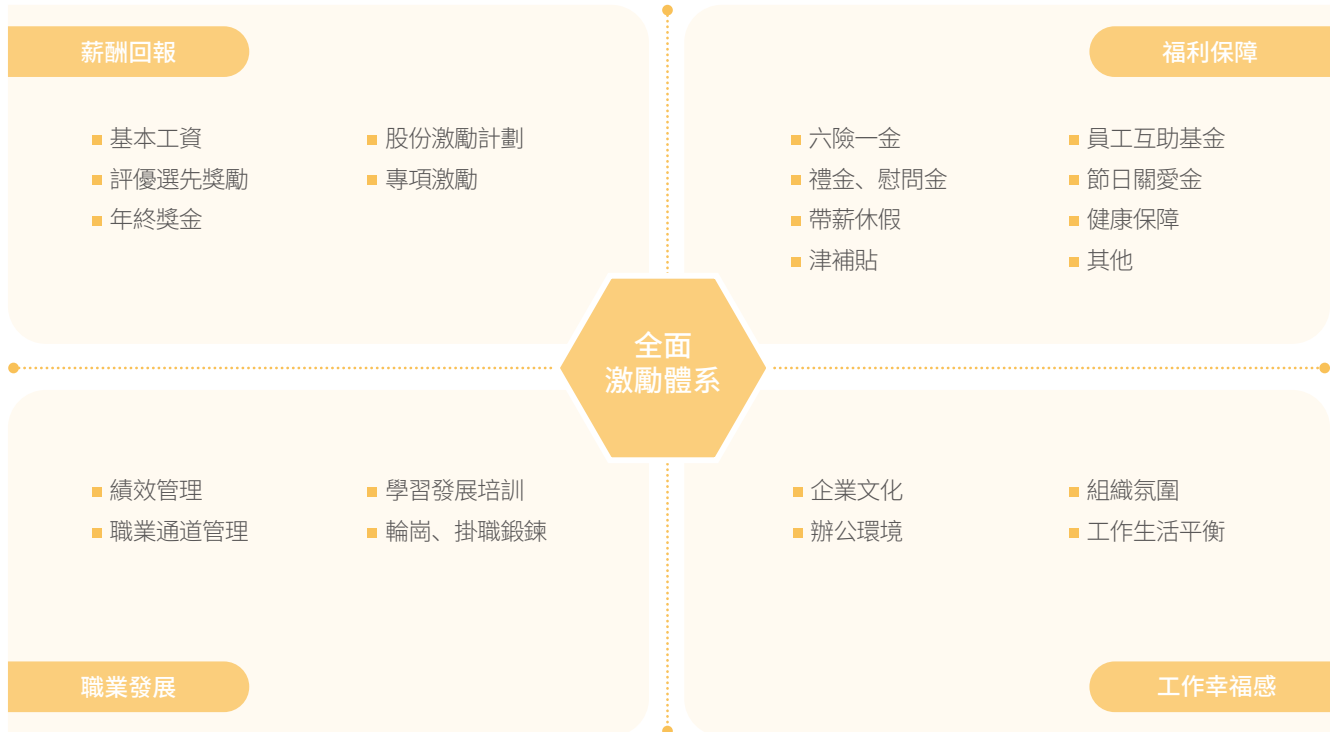 薪酬回報
基本工資
評優選先獎勵
年終獎金
股份激勵計劃
專項激勵
福利保障
六險一金
禮金、慰問金
帶薪休假
津補貼
員工互助基金
節日關愛金
健康保障
其他
全面
激勵體系
績效管理
職業通道管理
學習發展培訓
輪崗、掛職鍛鍊
職業發展
企業文化
辦公環境
組織氛圍
工作生活平衡
工作幸福感